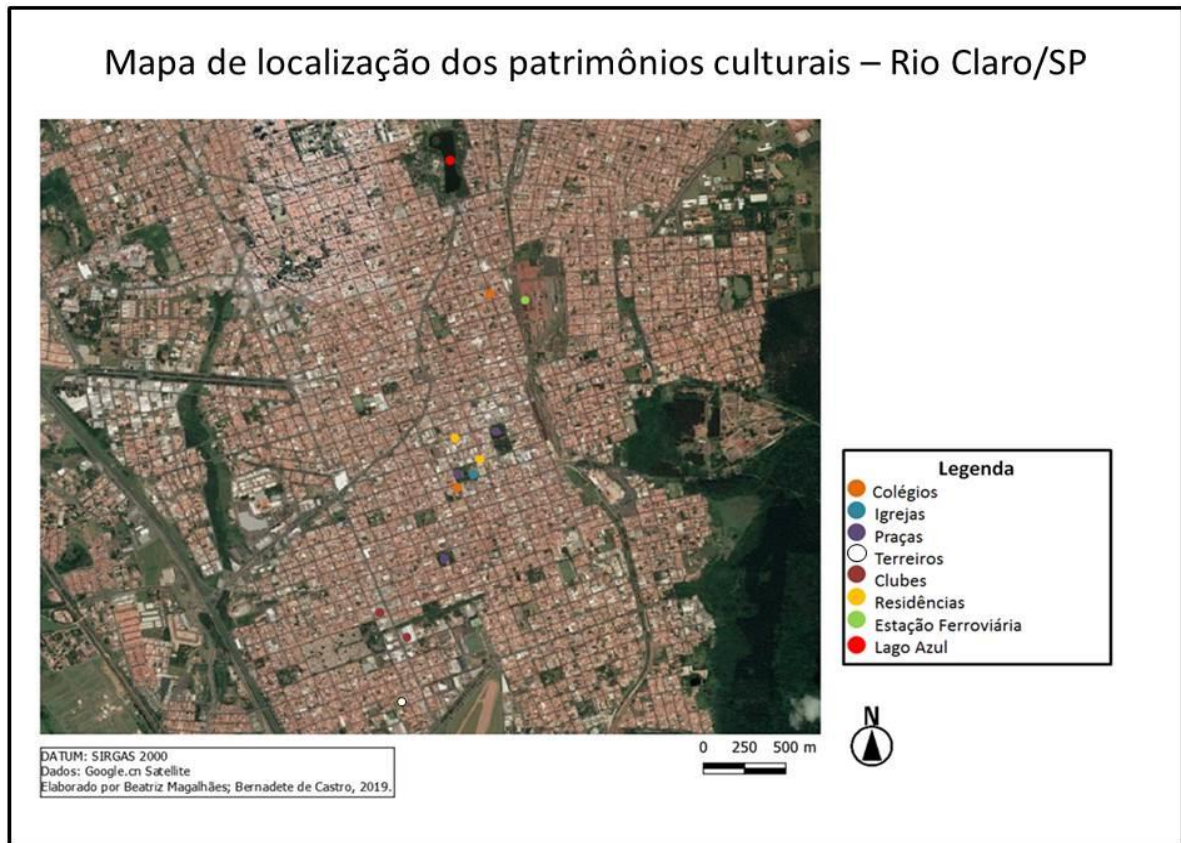 Mapa de localização dos patrimônios culturais – Rio Claro/SP
Legenda
Colégios
Igrejas
Praças
Terreiros
Clubes
Residências
Estação Ferroviária
Lago Azul
N
0 250 500 m
DATUM: SIRGAS 2000
Dados: Google.cn Satellite
Elaborado por Beatriz Magalhães; Bernadete de Castro, 2019.